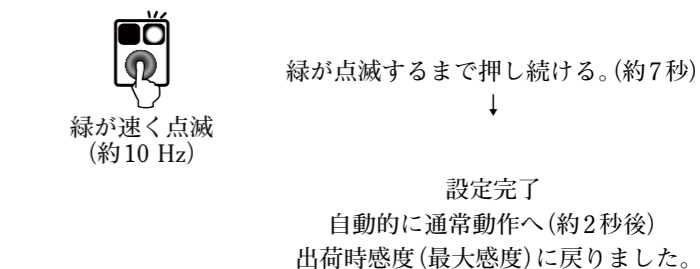 緑が点滅するまで押し続ける。(約7秒)
↓
緑が速く点滅
(約10 Hz)
設定完了
自動的に通常動作へ(約2秒後)
出荷時感度(最大感度)に戻りました。